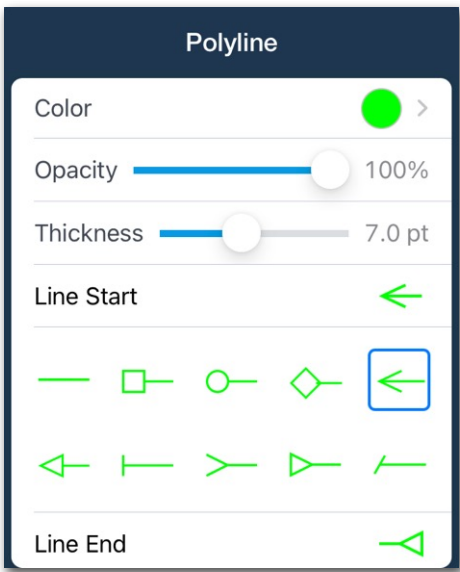 Polyline
Color
Opacity 100%
Thickness 7.0 pt
Line Start
Line End